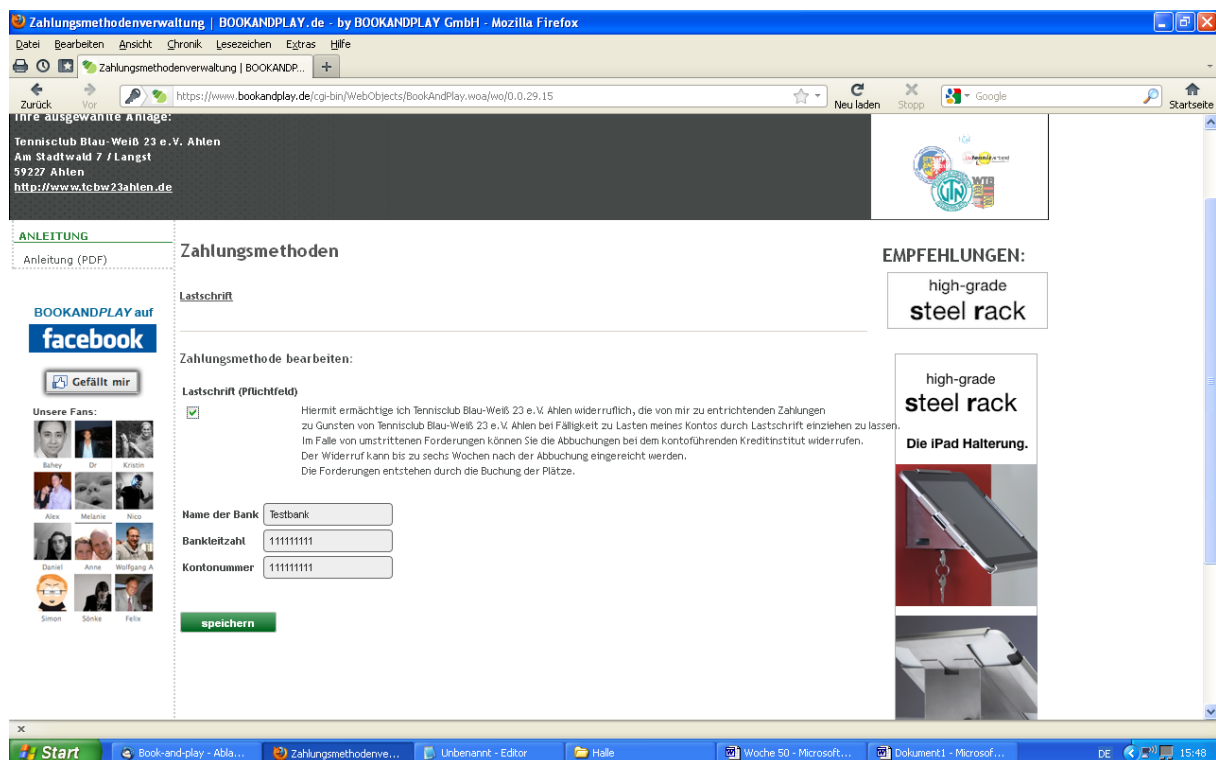 Zahlungsmethodenverwaltung | BOOKANDPLAY.de - by BOOKANDPLAY GmbH - Mozilla Firefox
Datei Bearbeiten Ansicht Chronik Lesezeichen Extras Hilfe
Zahlungsmethodenverwaltung | BOOKANDP...
Zurück Vor https://www.bookandplay.de/cgi-bin/WebObjects/BookAndPlay.woa/wo/0.0.29.15 Neu laden Stopp Google Startseite
Ihre ausgewählte Anlage:
Tennisclub Blau-Weiß 23 e.V. Ahlen
Am Stadtwald 7 / Langst
59227 Ahlen
http://www.tcbw23ahlen.de
ANLEITUNG
Anleitung (PDF)
BOOKANDPLAY auf
facebook
Gefällt mir
Unsere Fans:
Bahey Dr Kristin
Alex Melanie Nico
Daniel Anne Wolfgang A
Simon Sönke Felix
Zahlungsmethoden
Lastschrift
Zahlungsmethode bearbeiten:
Lastschrift (Pflichtfeld)
Hiermit ermächtige ich Tennisclub Blau-Weiß 23 e.V. Ahlen widerruflich, die von mir zu entrichtenden Zahlungen
zu Gunsten von Tennisclub Blau-Weiß 23 e.V. Ahlen bei Fälligkeit zu Lasten meines Kontos durch Lastschrift einziehen zu lassen.
Im Falle von umstrittenen Forderungen können Sie die Abbuchungen bei dem kontoführenden Kreditinstitut widerrufen.
Der Widerruf kann bis zu sechs Wochen nach der Abbuchung eingereicht werden.
Die Forderungen entstehen durch die Buchung der Plätze.
Name der Bank Testbank
Bankleitzahl 111111111
Kontonummer 111111111
speichern
WTB
EMPFEHLUNGEN:
high-grade
steel rack
high-grade
steel rack
Die iPad Halterung.
x
Start Book-and-play - Abla... Zahlungsmethodenve... Unbenannt - Editor Halle Woche 50 - Microsoft... Dokument1 - Microsof... DE 15:48